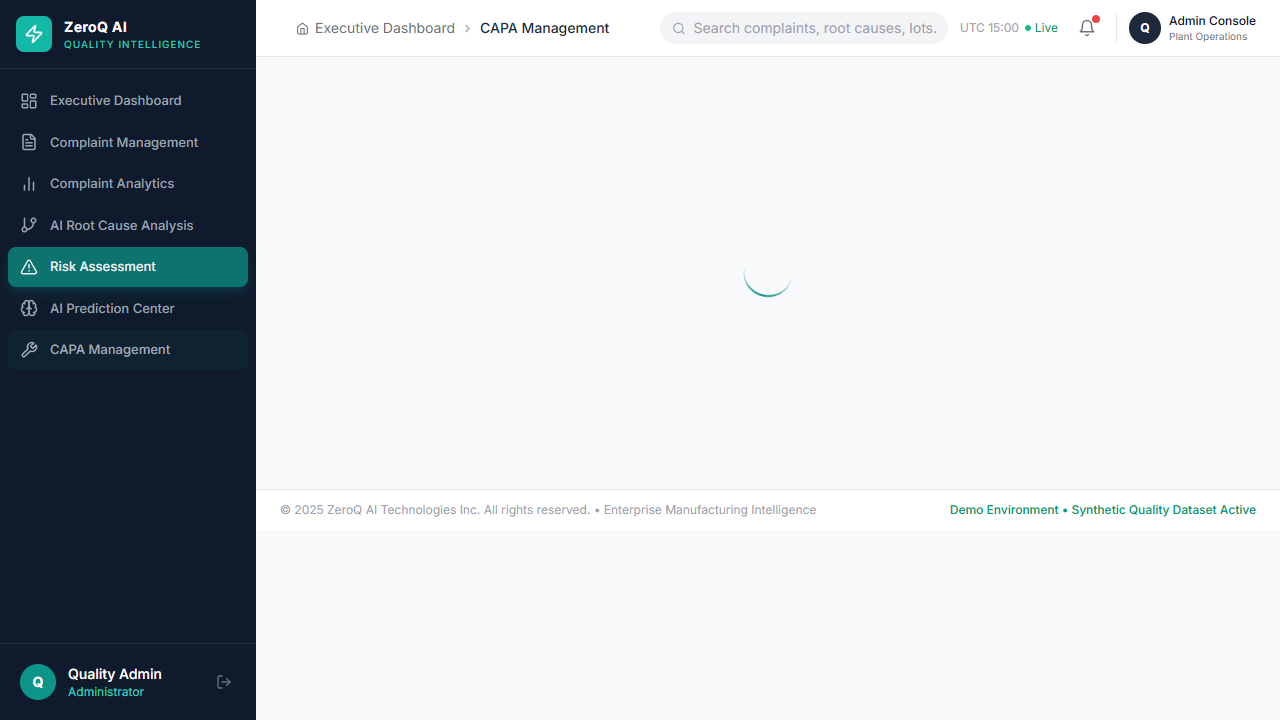 ZeroQ AI
QUALITY INTELLIGENCE
Executive Dashboard
Complaint Management
Complaint Analytics
AI Root Cause Analysis
Risk Assessment
AI Prediction Center
CAPA Management
Q
Quality Admin
Administrator
Executive Dashboard > CAPA Management
Search complaints, root causes, lots.
UTC 15:00 ● Live
Q
Admin Console
Plant Operations
© 2025 ZeroQ AI Technologies Inc. All rights reserved. • Enterprise Manufacturing Intelligence
Demo Environment • Synthetic Quality Dataset Active